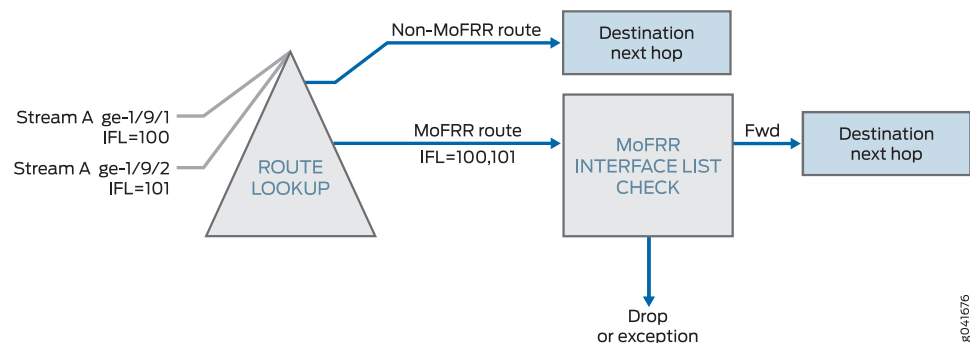 Non-MoFRR route
Destination
next hop
Stream A  ge-1/9/1
IFL=100
Stream A  ge-1/9/2
IFL=101
ROUTE
LOOKUP
MoFRR route
IFL=100,101
MoFRR
INTERFACE LIST
CHECK
Fwd
Destination
next hop
Drop
or exception
g041676